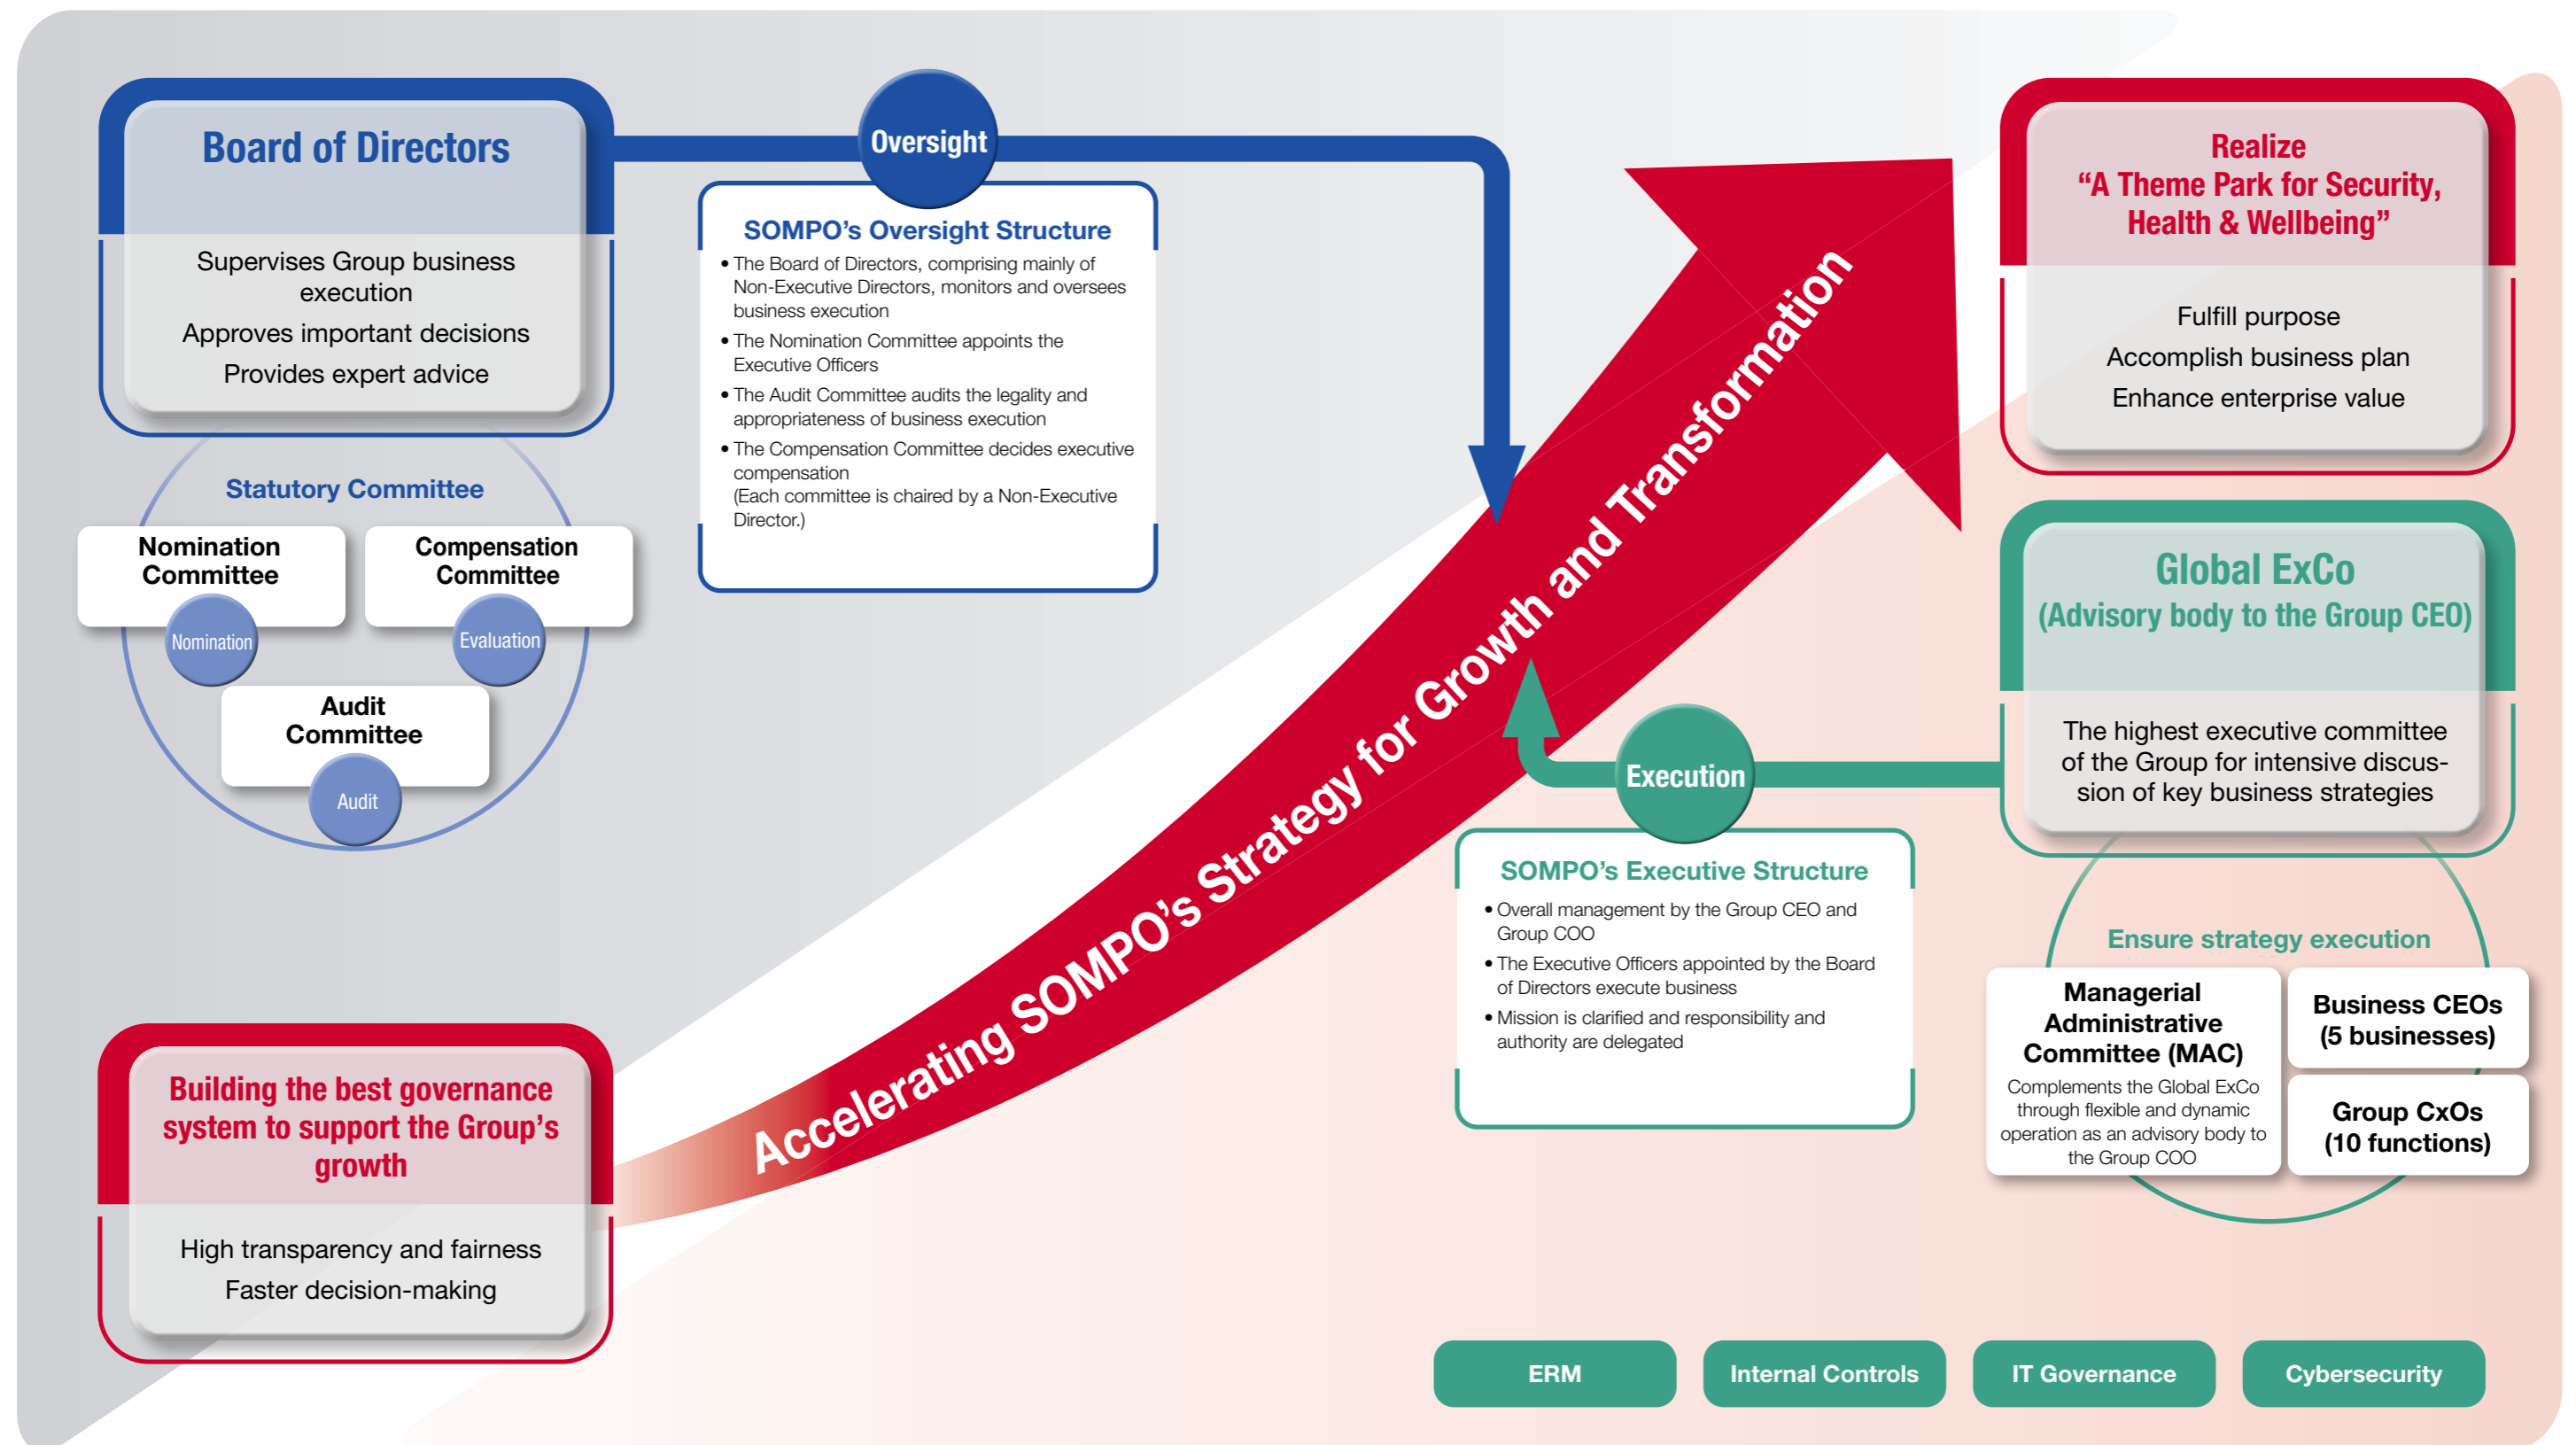 Board of Directors
Supervises Group business
execution
Approves important decisions
Provides expert advice
Statutory Committee
Nomination
Committee
Nomination
Compensation
Committee
Evaluation
Audit
Committee
Audit
Oversight
SOMPO’s Oversight Structure
• The Board of Directors, comprising mainly of
Non-Executive Directors, monitors and oversees
business execution
• The Nomination Committee appoints the
Executive Officers
• The Audit Committee audits the legality and
appropriateness of business execution
• The Compensation Committee decides executive
compensation
(Each committee is chaired by a Non-Executive
Director.)
Building the best governance
system to support the Group’s
growth
High transparency and fairness
Faster decision-making
Accelerating SOMPO’s Strategy for Growth and Transformation
Realize
“A Theme Park for Security,
Health & Wellbeing”
Fulfill purpose
Accomplish business plan
Enhance enterprise value
Global ExCo
(Advisory body to the Group CEO)
The highest executive committee
of the Group for intensive discus-
sion of key business strategies
Execution
SOMPO’s Executive Structure
• Overall management by the Group CEO and
Group COO
• The Executive Officers appointed by the Board
of Directors execute business
• Mission is clarified and responsibility and
authority are delegated
Ensure strategy execution
Managerial
Administrative
Committee (MAC)
Complements the Global ExCo
through flexible and dynamic
operation as an advisory body to
the Group COO
Business CEOs
(5 businesses)
Group CxOs
(10 functions)
ERM
Internal Controls
IT Governance
Cybersecurity